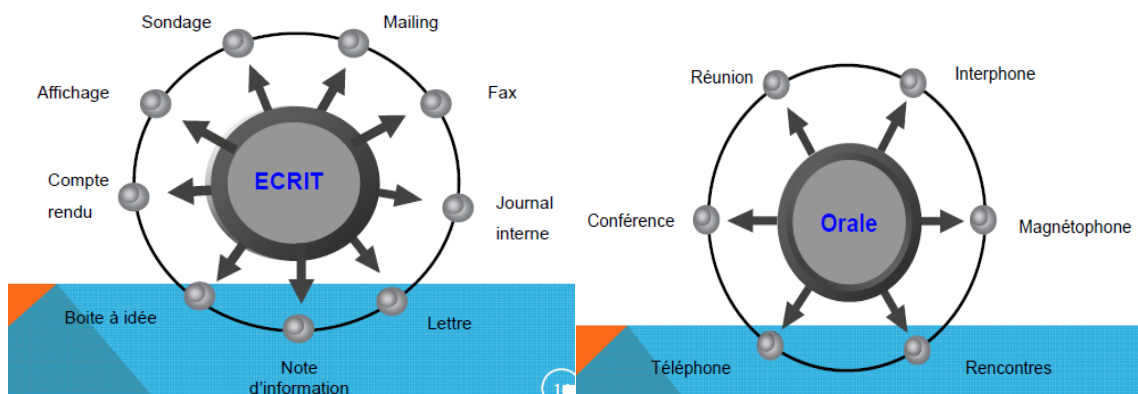 Sondage
Mailing
Affichage
Fax
ECRIT
Compte
rendu
Journal
interne
Boite à idée
Lettre
Note
d'information
Réunion
Interphone
Conférence
Orale
Magnétophone
Téléphone
Rencontres